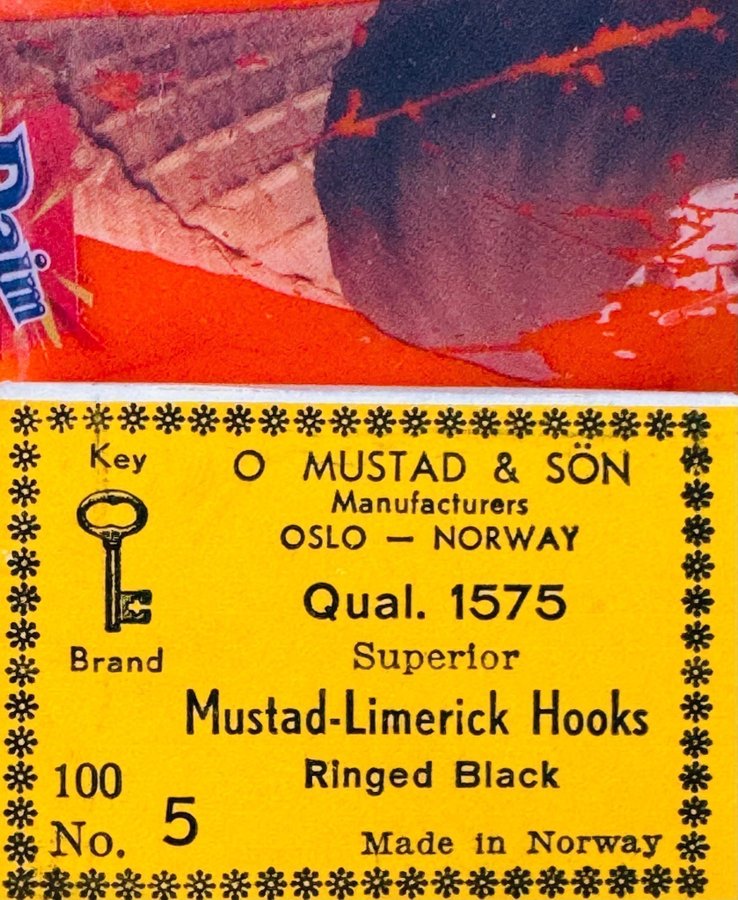 Daim
Key
Brand
O MUSTAD & SÖN
Manufacturers
OSLO — NORWAY
Qual. 1575
Superior
Mustad-Limerick Hooks
Ringed Black
100
No. 5
Made in Norway